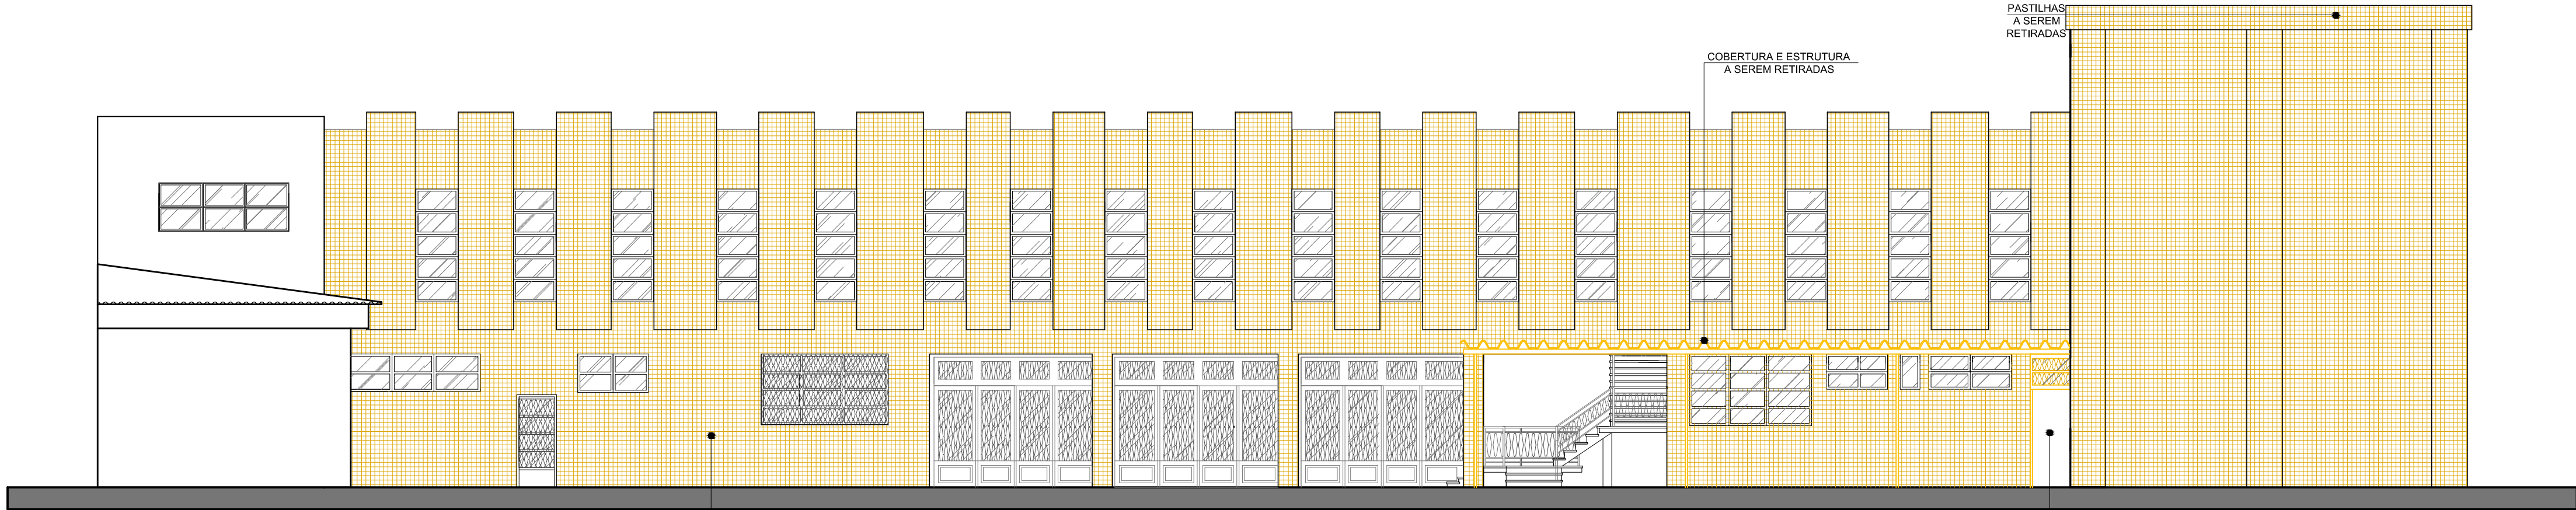 PASTILHAS
A SEREM
RETIRADAS
COBERTURA E ESTRUTURA
A SEREM RETIRADAS